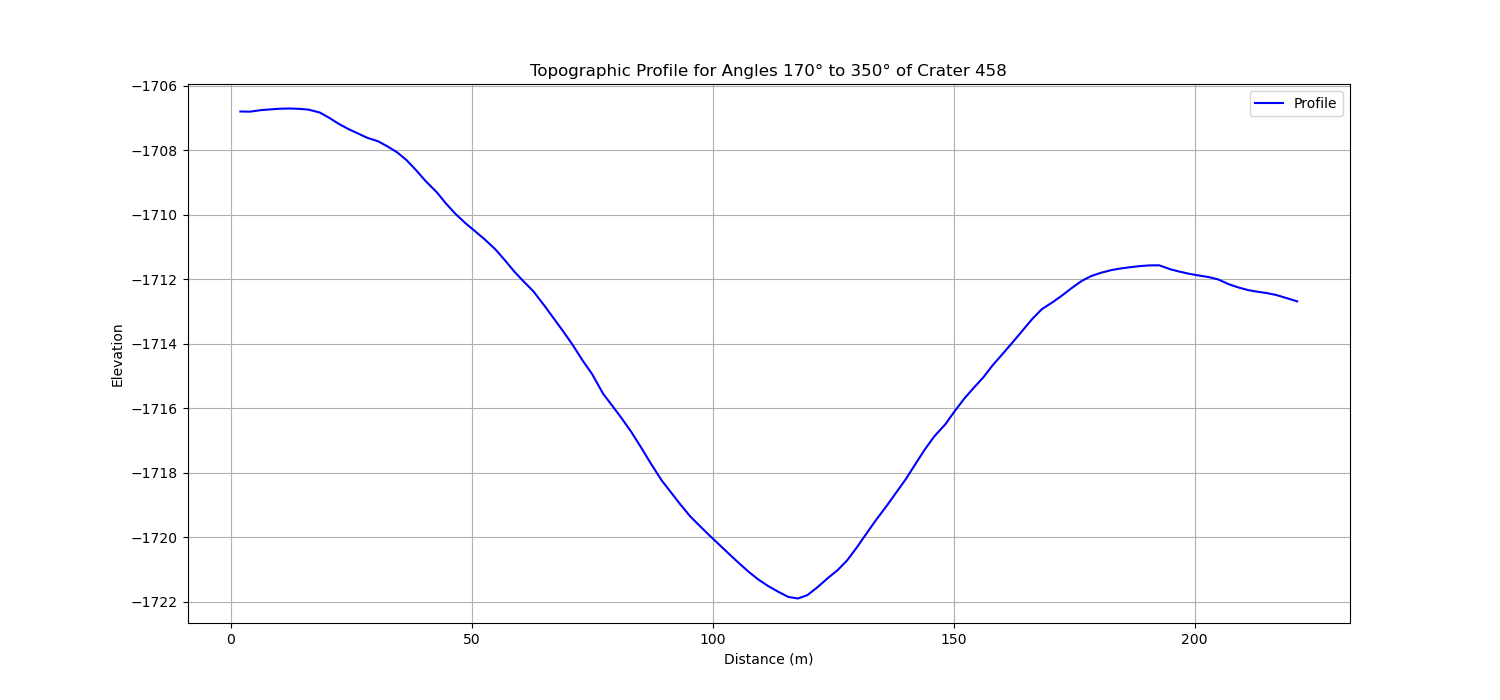 Topographic Profile for Angles 170° to 350° of Crater 458
Profile
Elevation
−1706
−1708
−1710
−1712
−1714
−1716
−1718
−1720
−1722
0 50 100 150 200
Distance (m)